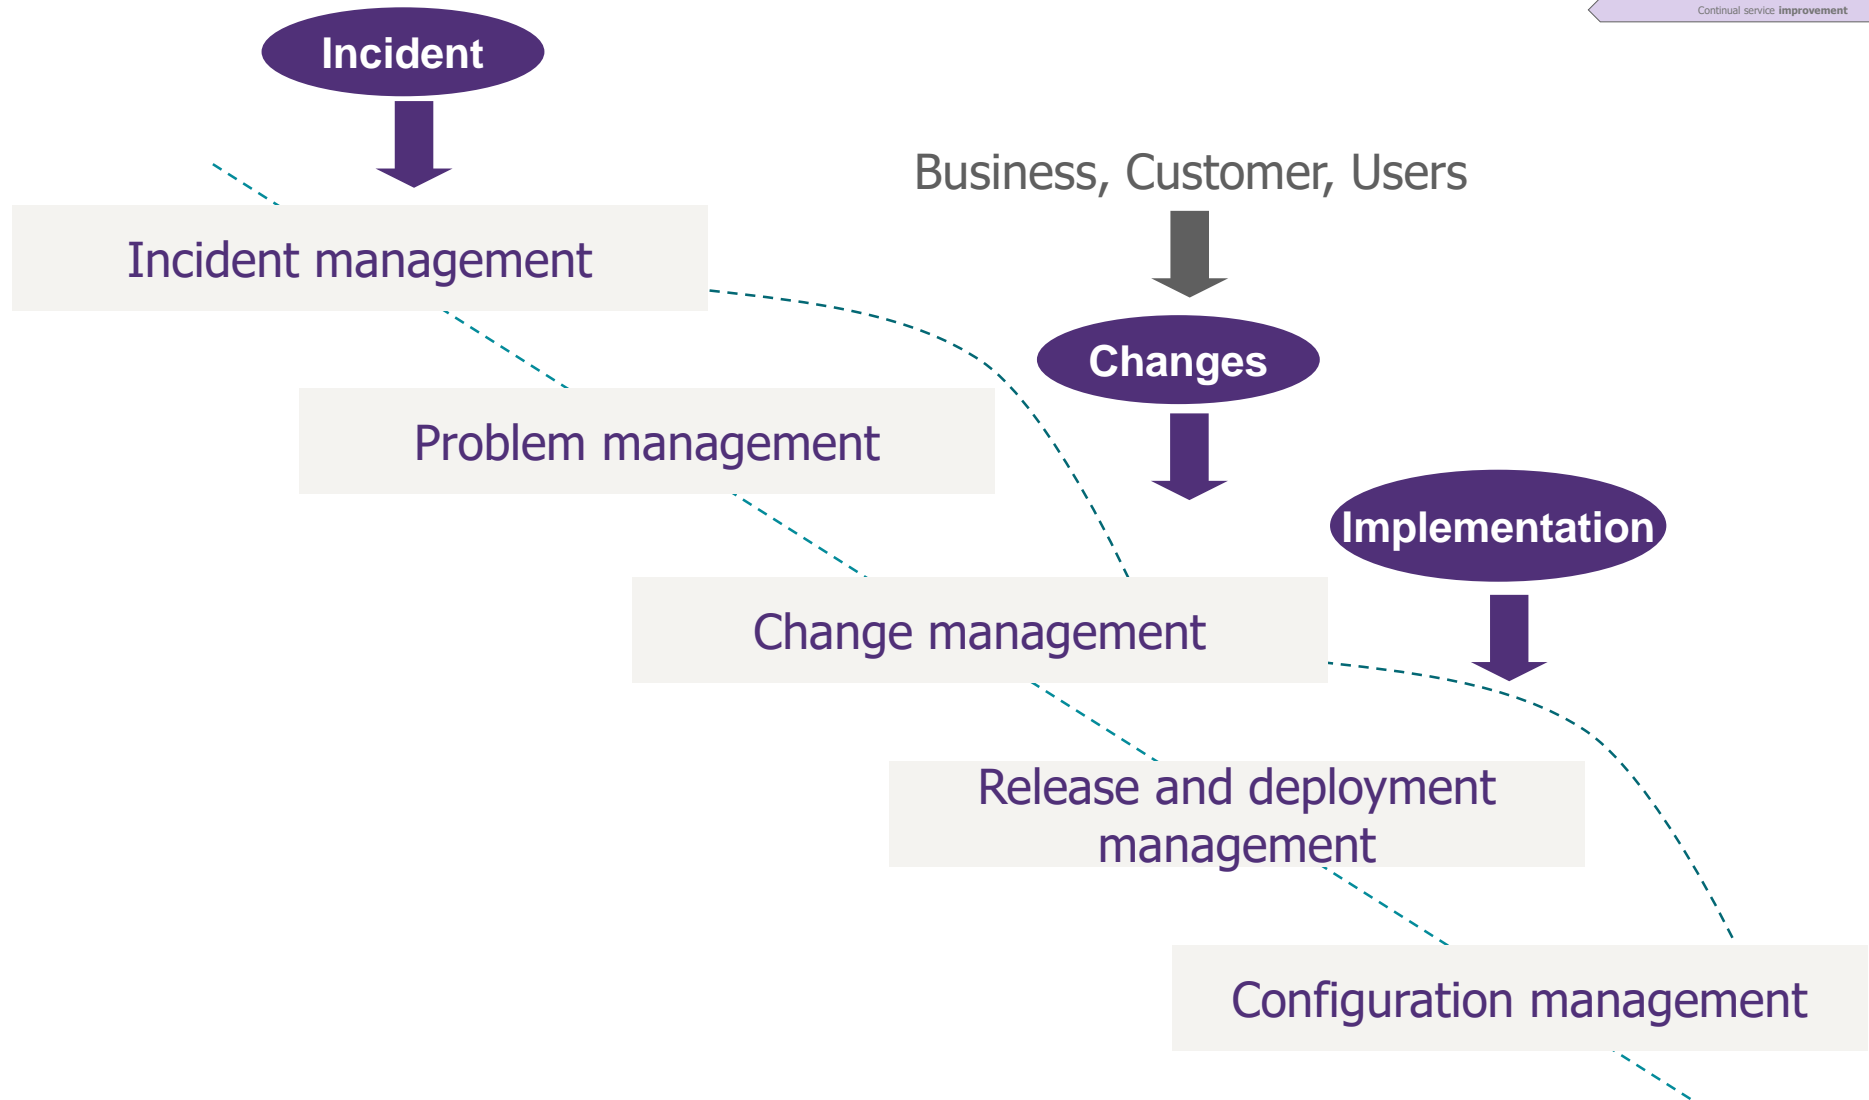 Continual service improvement
Incident
Business, Customer, Users
Incident management
Changes
Problem management
Implementation
Change management
Release and deployment
management
Configuration management